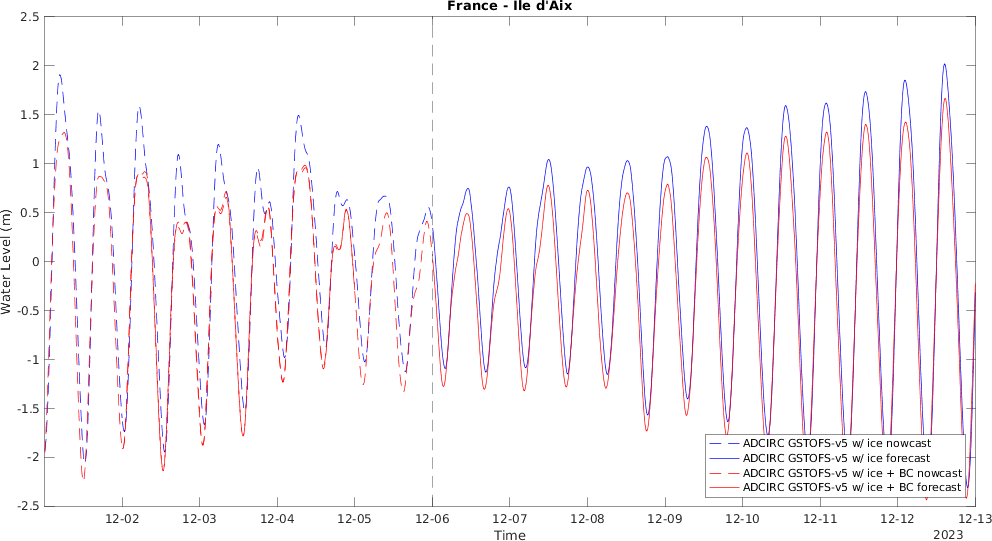 France - Ile d'Aix
2.5
2
1.5
1
0.5
0
-0.5
-1
-1.5
-2
-2.5
Water Level (m)
12-02 12-03 12-04 12-05 12-06 12-07 12-08 12-09 12-10 12-11 12-12 12-13
Time
2023
ADCIRC GSTOFS-v5 w/ ice nowcast
ADCIRC GSTOFS-v5 w/ ice forecast
ADCIRC GSTOFS-v5 w/ ice + BC nowcast
ADCIRC GSTOFS-v5 w/ ice + BC forecast